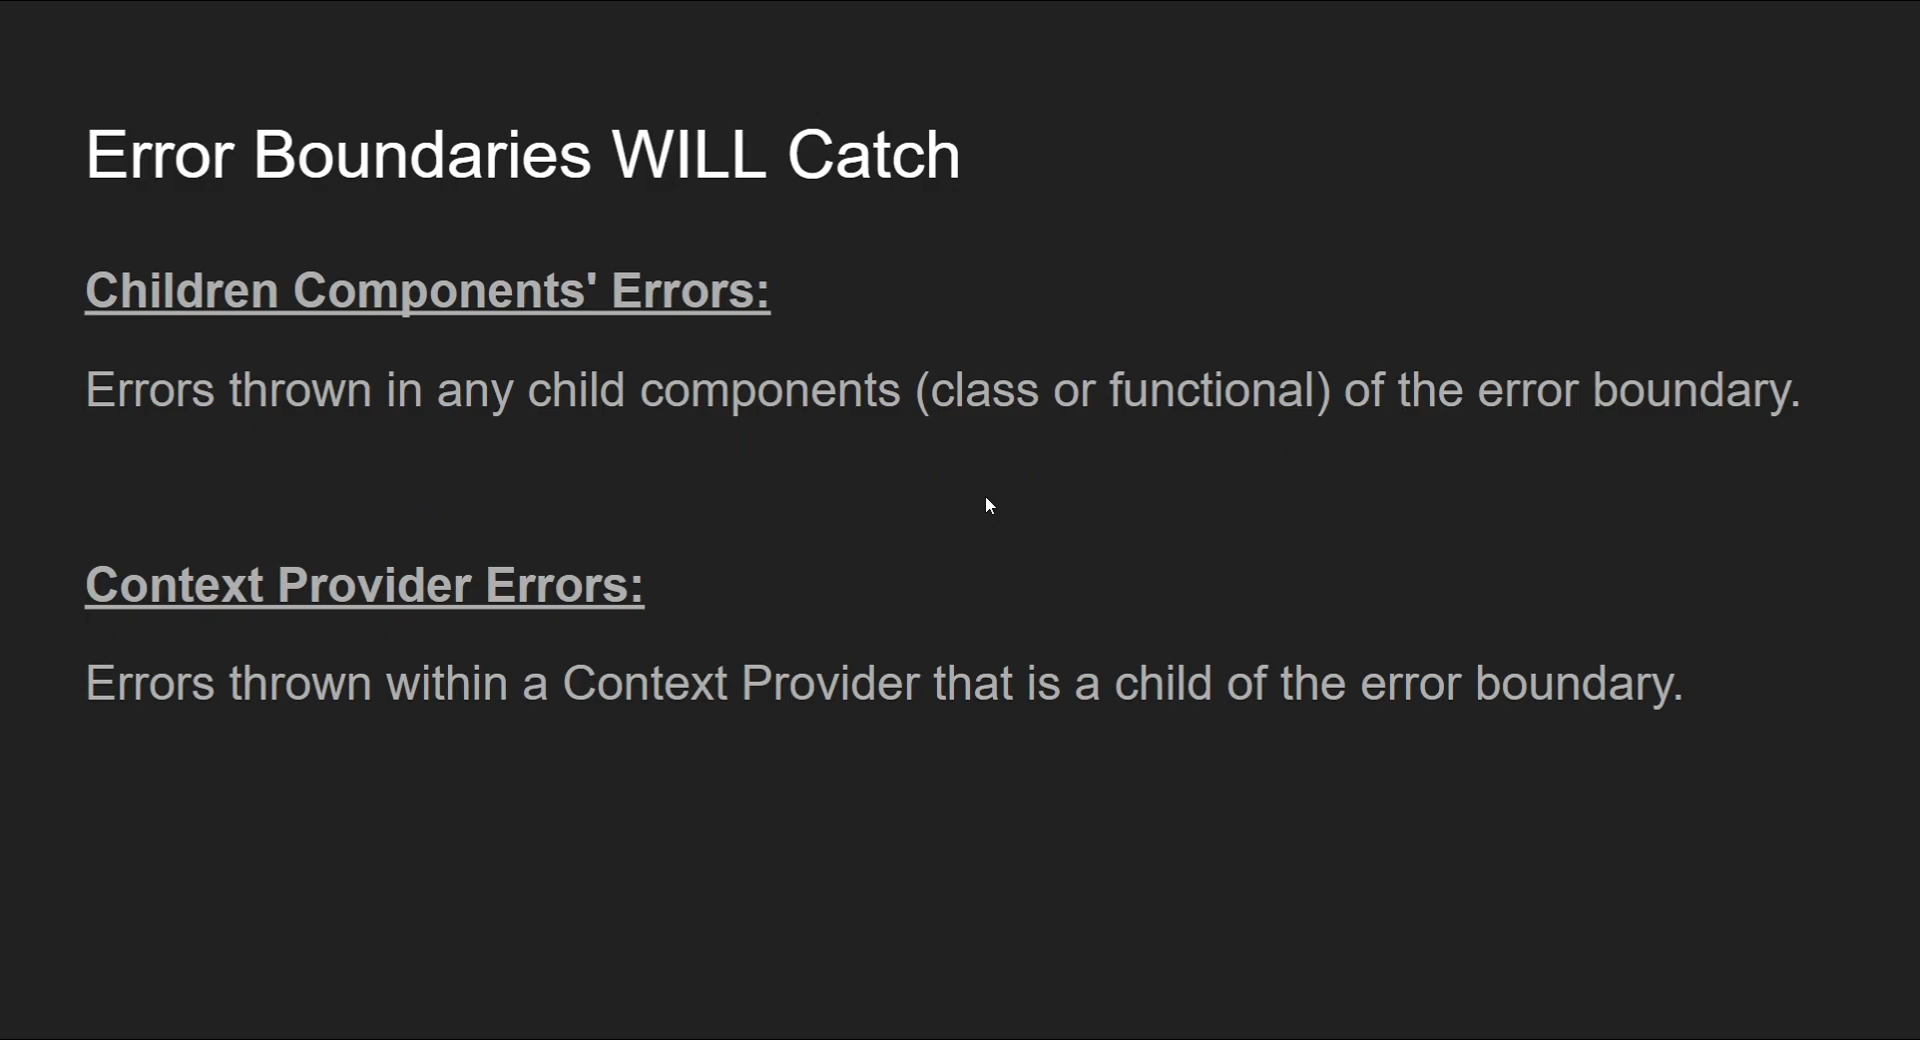 Error Boundaries WILL Catch
Children Components' Errors:
Errors thrown in any child components (class or functional) of the error boundary.
Context Provider Errors:
Errors thrown within a Context Provider that is a child of the error boundary.